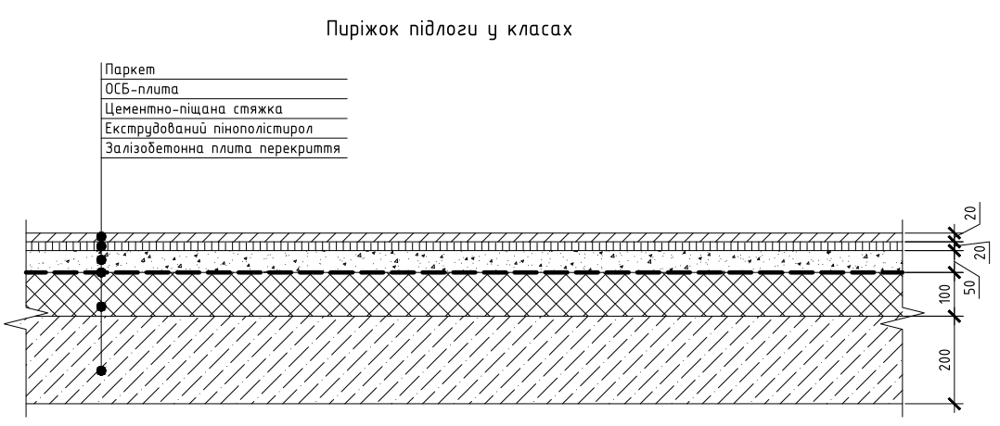 Пиріжок підлоги у класах
Паркет
ОСБ-плита
Цементно-піщана стяжка
Екструдований пінополістирол
Залізобетонна плита перекриття
20
20
50
100
200